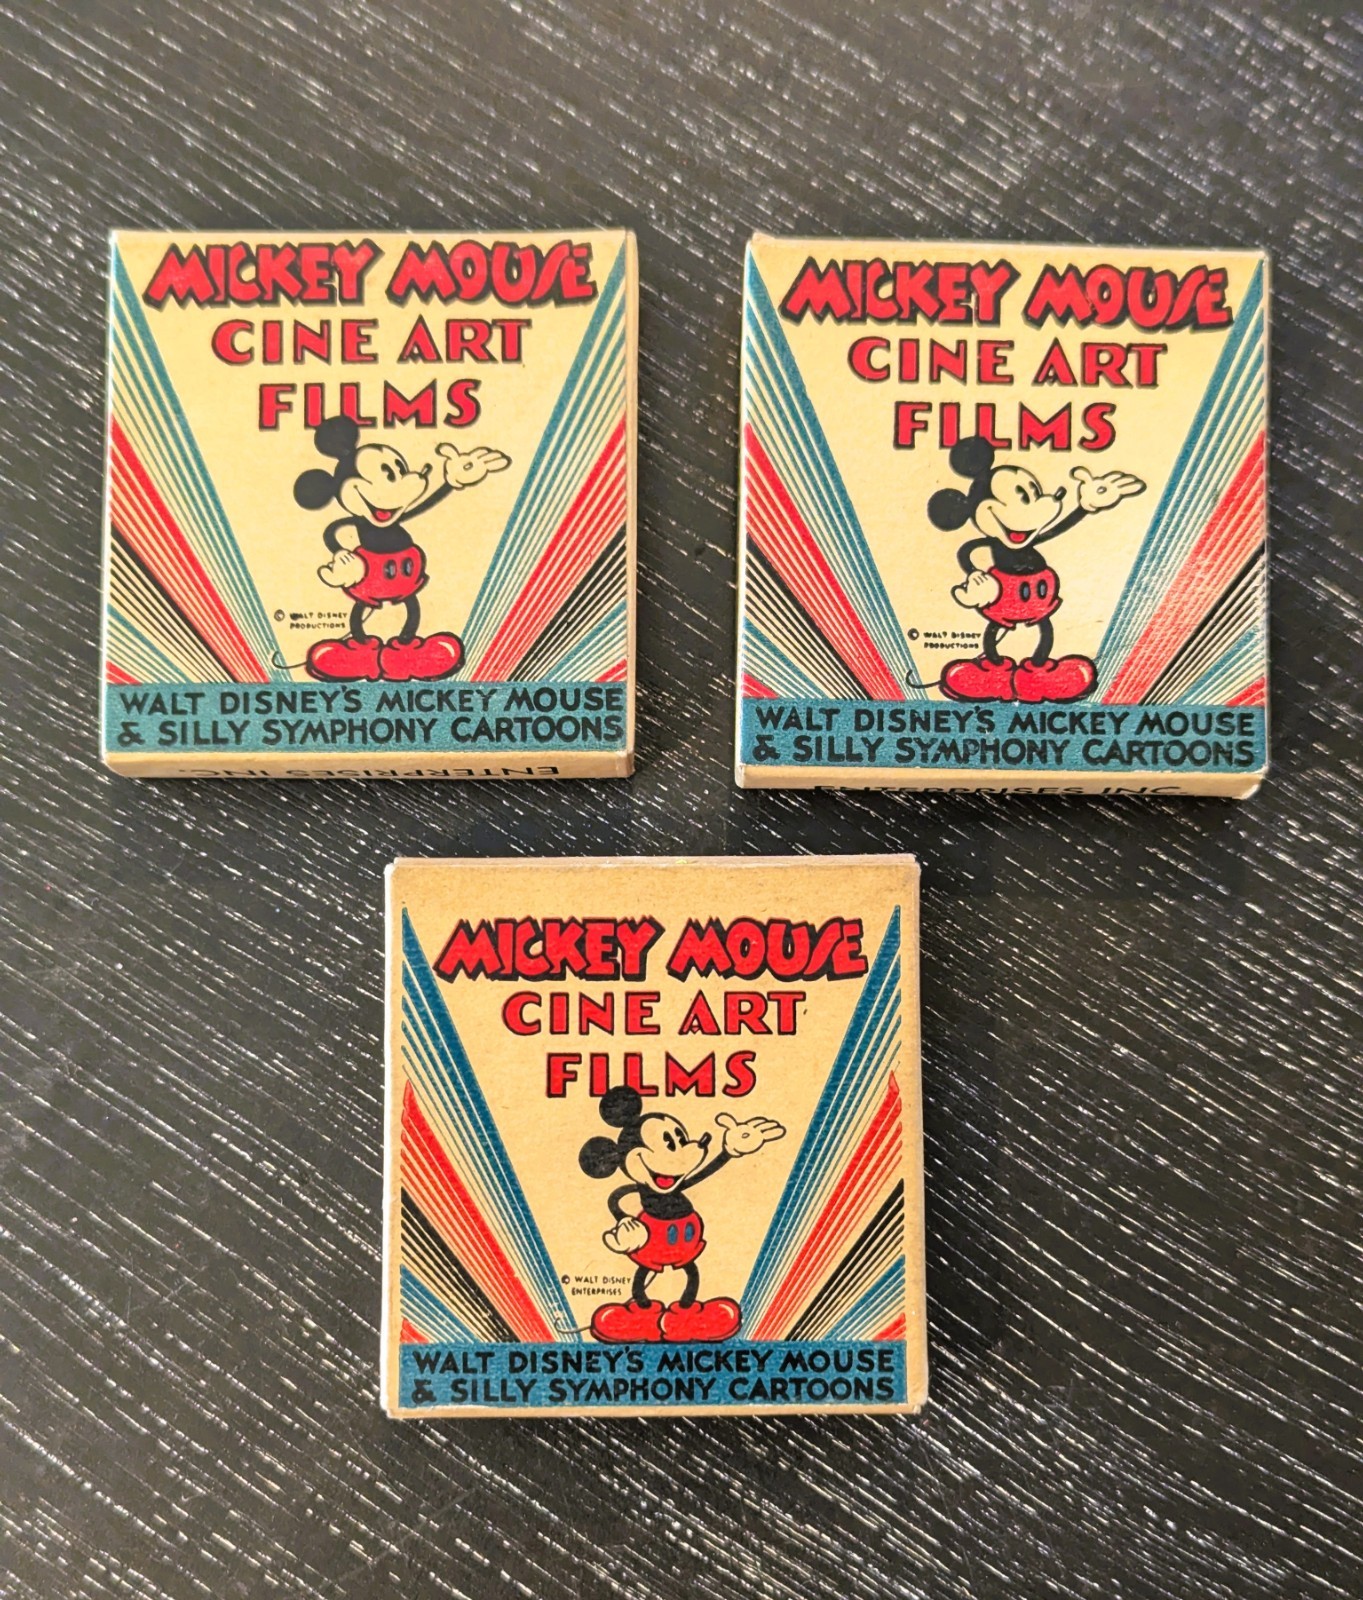 MICKEY MOUSE
CINE ART
FILMS
© WALT DISNEY
PRODUCTIONS
WALT DISNEY'S MICKEY MOUSE
& SILLY SYMPHONY CARTOONS
ENTERPRISES INC.
MICKEY MOUSE
CINE ART
FILMS
© WALT DISNEY
PRODUCTIONS
WALT DISNEY'S MICKEY MOUSE
& SILLY SYMPHONY CARTOONS
ENTERPRISES INC.
MICKEY MOUSE
CINE ART
FILMS
© WALT DISNEY
ENTERPRISES
WALT DISNEY'S MICKEY MOUSE
& SILLY SYMPHONY CARTOONS